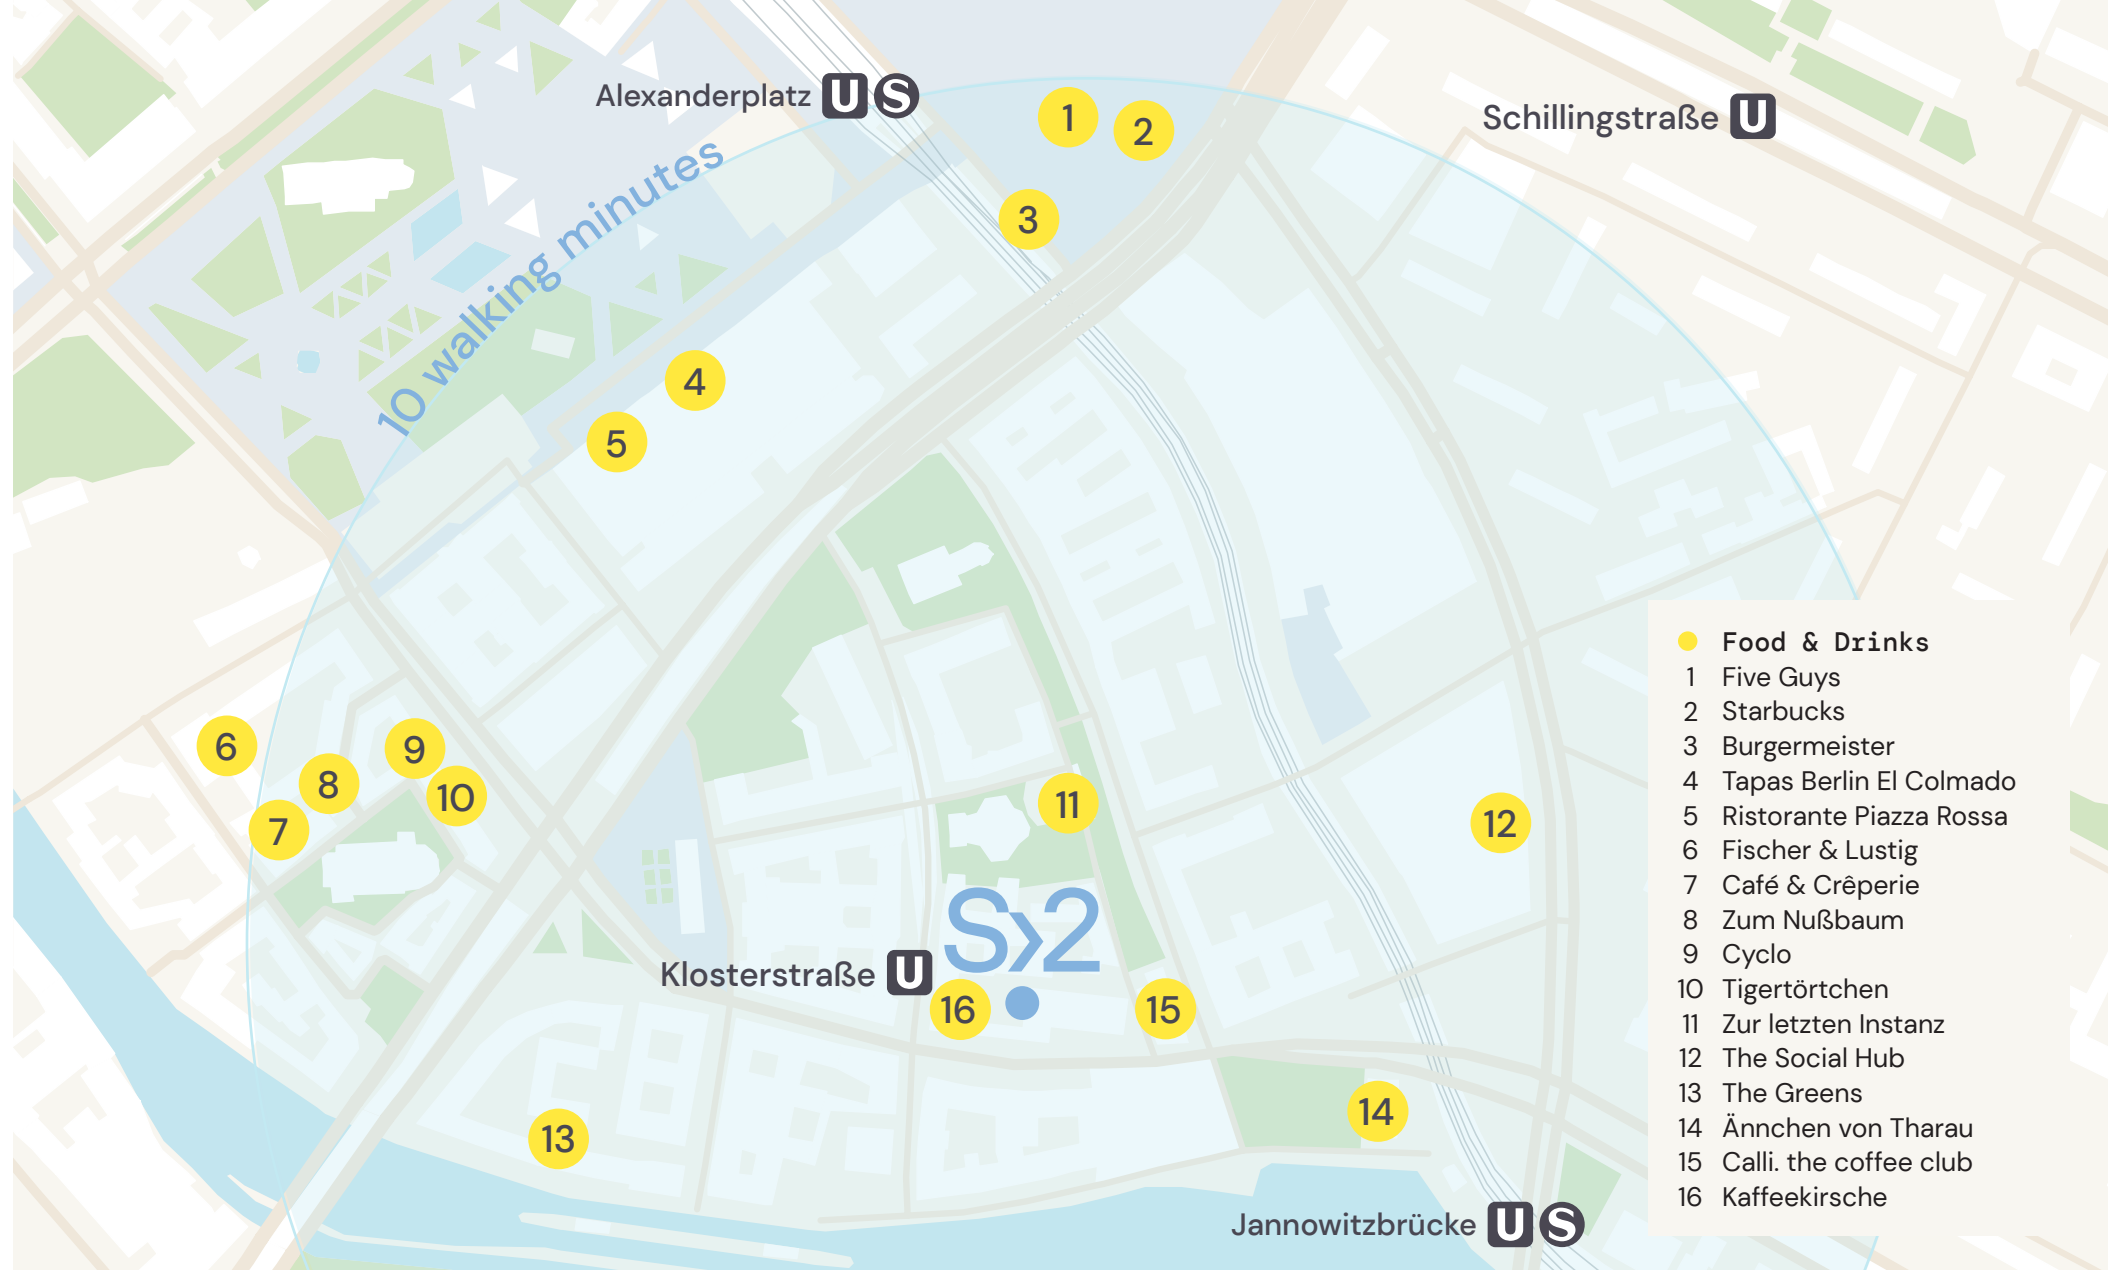 Alexanderplatz U S
Schillingstraße U
10 walking minutes
1
2
3
4
5
6
7
8
9
10
11
12
S›2
Klosterstraße U
16
15
14
13
Jannowitzbrücke U S
Food & Drinks
1 Five Guys
2 Starbucks
3 Burgermeister
4 Tapas Berlin El Colmado
5 Ristorante Piazza Rossa
6 Fischer & Lustig
7 Café & Crêperie
8 Zum Nußbaum
9 Cyclo
10 Tigertörtchen
11 Zur letzten Instanz
12 The Social Hub
13 The Greens
14 Ännchen von Tharau
15 Calli. the coffee club
16 Kaffeekirsche